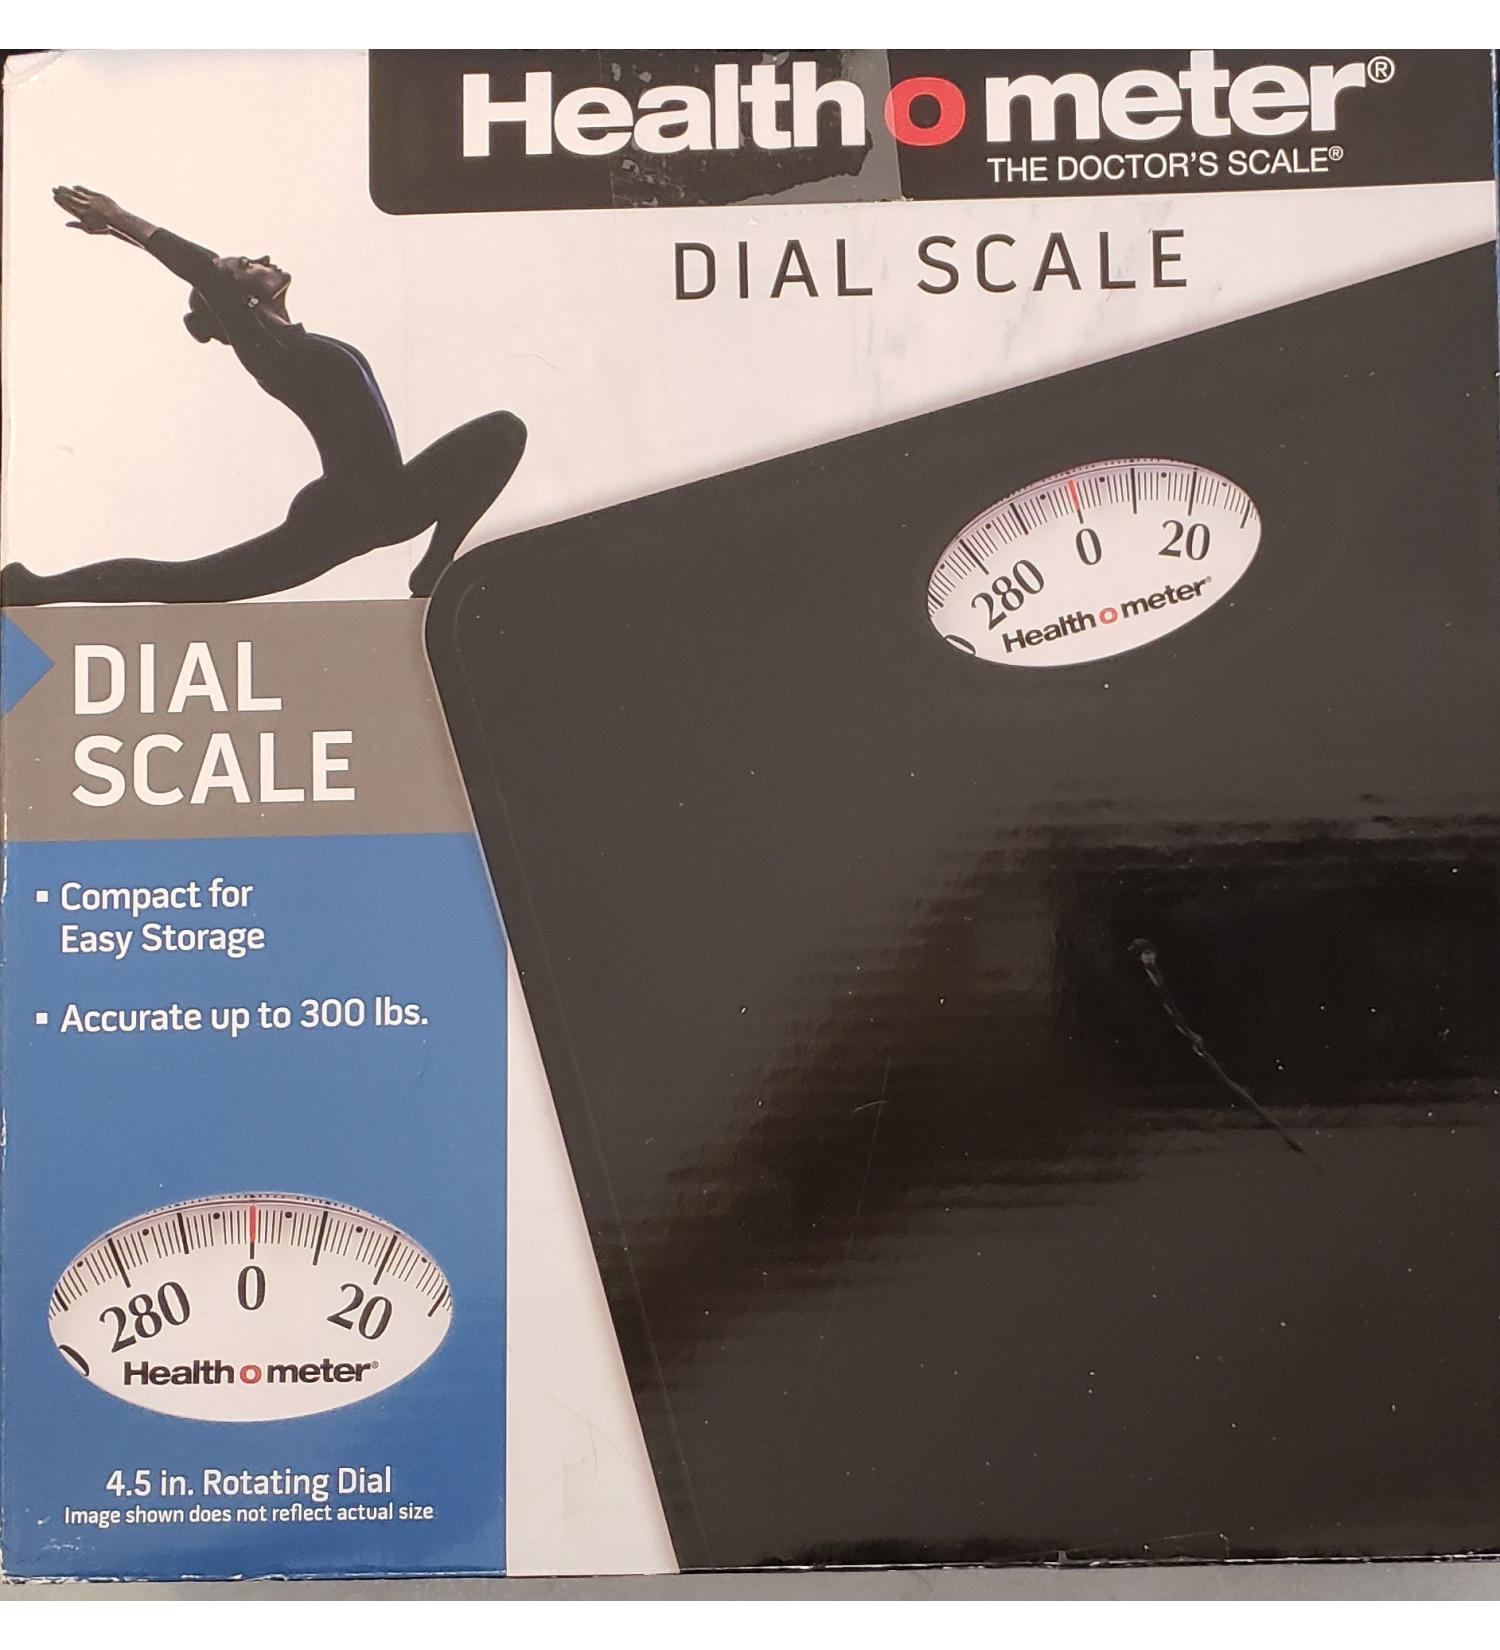 Health o meter®
THE DOCTOR'S SCALE®
DIAL SCALE
280 0 20
Health o meter®
DIAL
SCALE
▪ Compact for
Easy Storage
▪ Accurate up to 300 lbs.
280 0 20
Health o meter®
4.5 in. Rotating Dial
Image shown does not reflect actual size